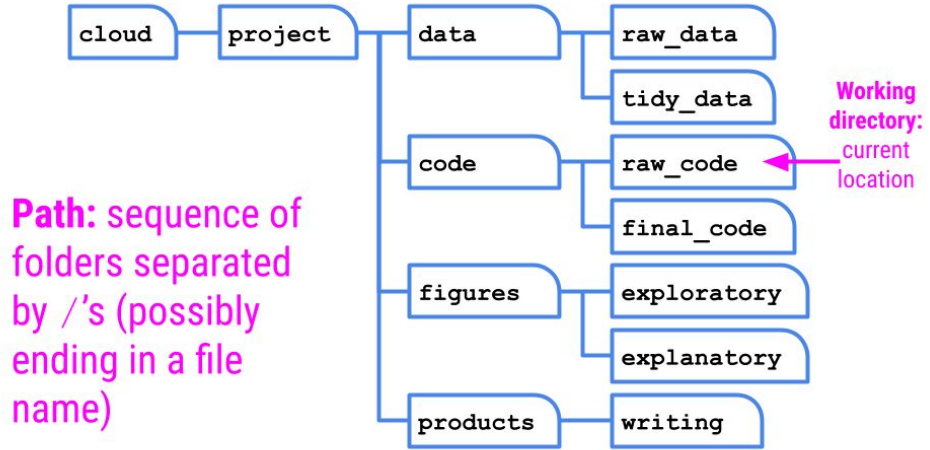 cloud
project
data
raw_data
tidy_data
code
raw_code
final_code
figures
exploratory
explanatory
products
writing
Working
directory:
current
location
Path: sequence of
folders separated
by /'s (possibly
ending in a file
name)